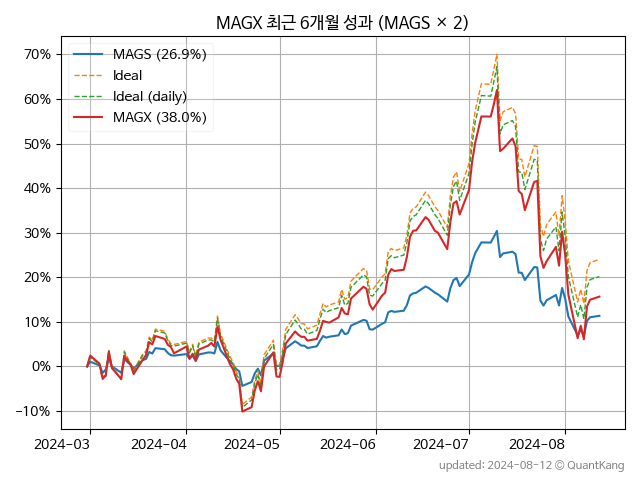 MAGX 최근 6개월 성과 (MAGS × 2)
MAGS (26.9%)
Ideal
Ideal (daily)
MAGX (38.0%)
70%
60%
50%
40%
30%
20%
10%
0%
−10%
2024-03 2024-04 2024-05 2024-06 2024-07 2024-08
updated: 2024-08-12 © QuantKang